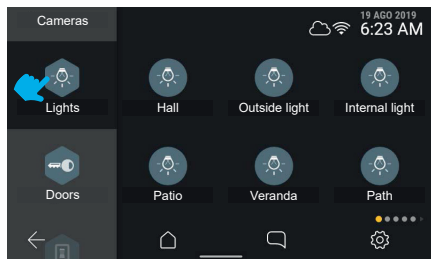 Cameras
19 AGO 2019
6:23 AM
Lights
Hall
Outside light
Internal light
Doors
Patio
Veranda
Path